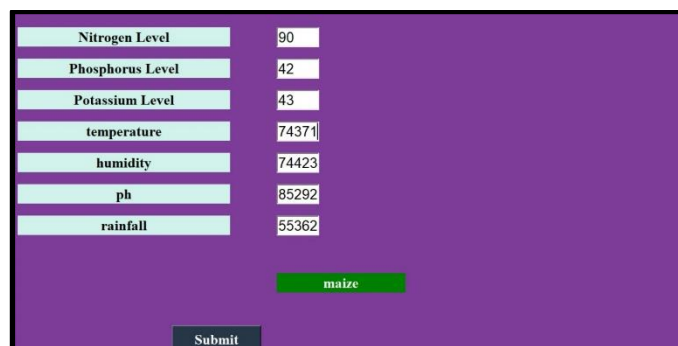 Nitrogen Level 90
Phosphorus Level 42
Potassium Level 43
temperature 74371
humidity 74423
ph 85292
rainfall 55362
maize
Submit